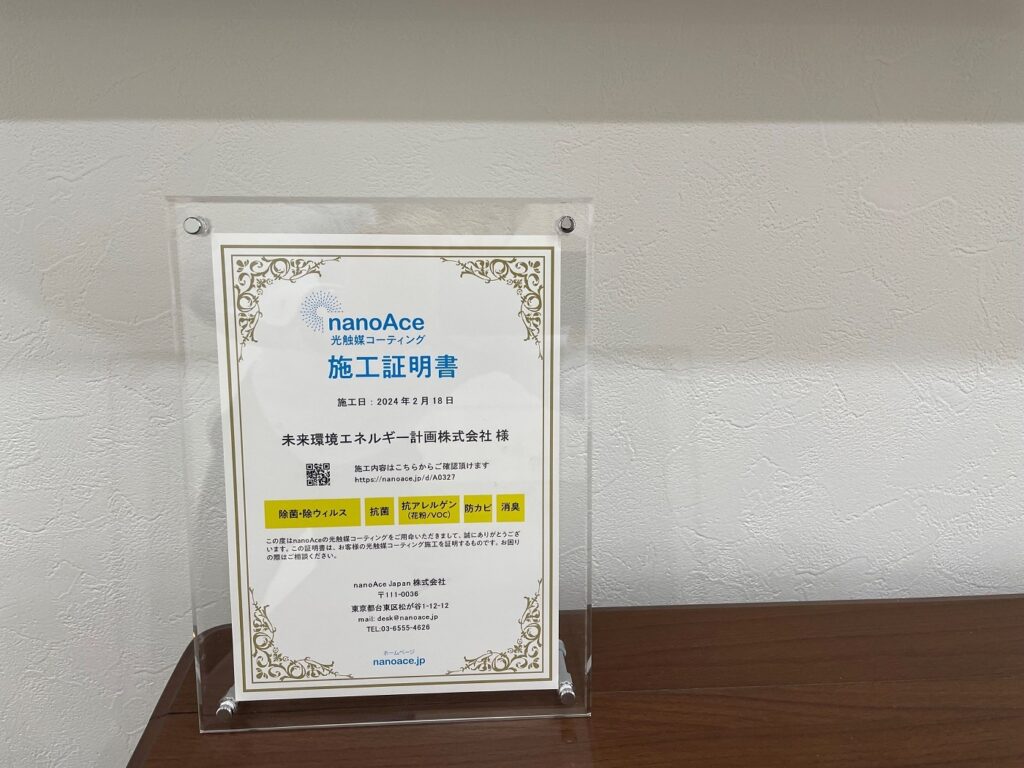 nanoAce
光触媒コーティング
施工証明書
施工日：2024年2月18日
未来環境エネルギー計画株式会社 様
施工内容はこちらからご確認頂けます
https://nanoace.jp/d/A0327
除菌・除ウィルス 抗菌 抗アレルゲン(花粉/VOC) 防カビ 消臭
この度はnanoAceの光触媒コーティングをご用命いただきまして、誠にありがとうござ
います。この証明書は、お客様の光触媒コーティング施工を証明するものです。お困り
の際はご相談ください。
nanoAce Japan 株式会社
〒111-0036
東京都台東区松が谷1-12-12
mail: desk@nanoace.jp
TEL:03-6555-4626
ホームページ
nanoace.jp